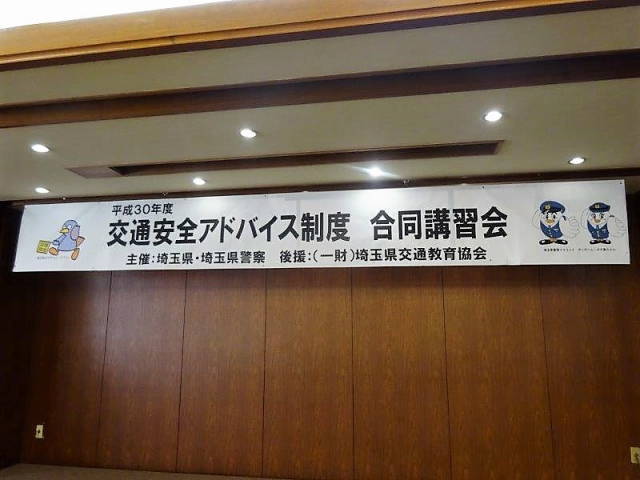 平成30年度
交通安全アドバイス制度 合同講習会
主催:埼玉県・埼玉県警察 後援:(一財)埼玉県交通教育協会